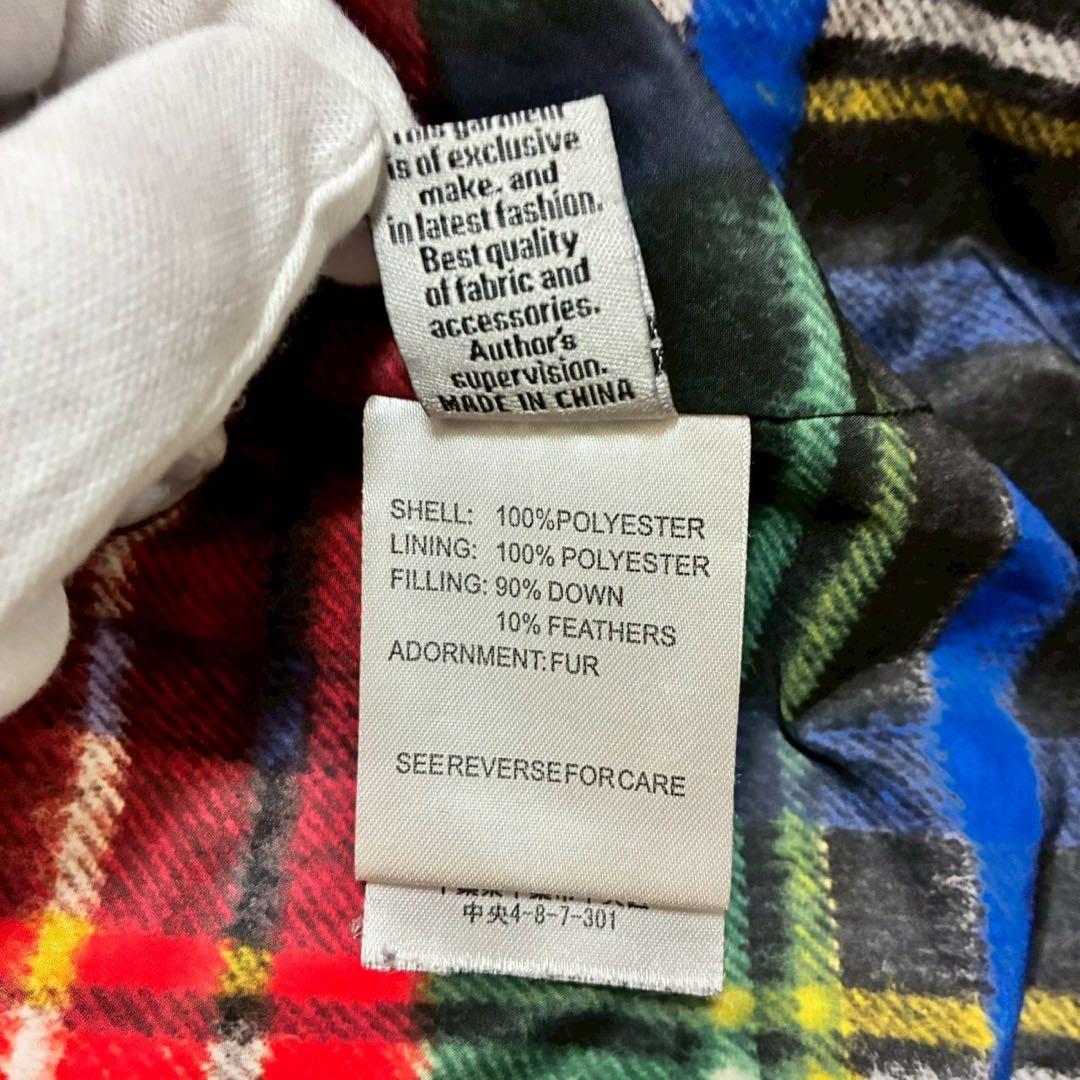 This garment
is of exclusive
make. and
in latest fashion.
Best quality
of fabric and
accessories.
Author's
supervision.
MADE IN CHINA
SHELL: 100%POLYESTER
LINING: 100% POLYESTER
FILLING: 90% DOWN
10% FEATHERS
ADORNMENT:FUR
SEEREVERSEFORCARE
中央4-8-7-301